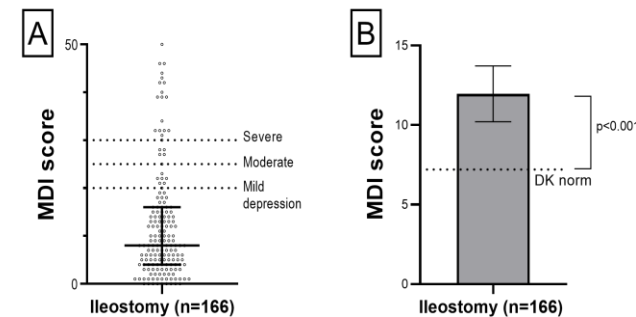 A
50
0
MDI score
Severe
Moderate
Mild
depression
Ileostomy (n=166)
B
15
10
5
0
MDI score
p<0.001
DK norm
Ileostomy (n=166)